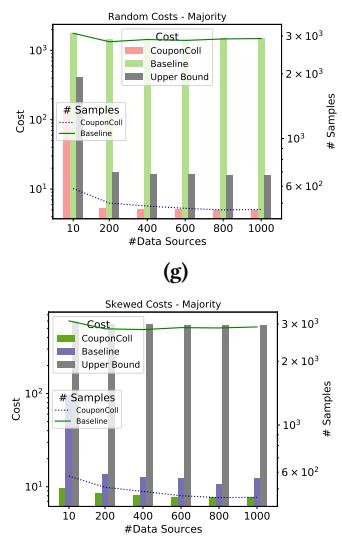 Random Costs - Majority
Cost
CouponColl
Baseline
Upper Bound
# Samples
CouponColl
Baseline
10³
10²
10¹
Cost
3 × 10³
2 × 10³
10³
6 × 10²
# Samples
10 200 400 600 800 1000
#Data Sources
(g)
Skewed Costs - Majority
Cost
CouponColl
Baseline
Upper Bound
# Samples
CouponColl
Baseline
10²
10¹
Cost
3 × 10³
2 × 10³
10³
6 × 10²
# Samples
10 200 400 600 800 1000
#Data Sources